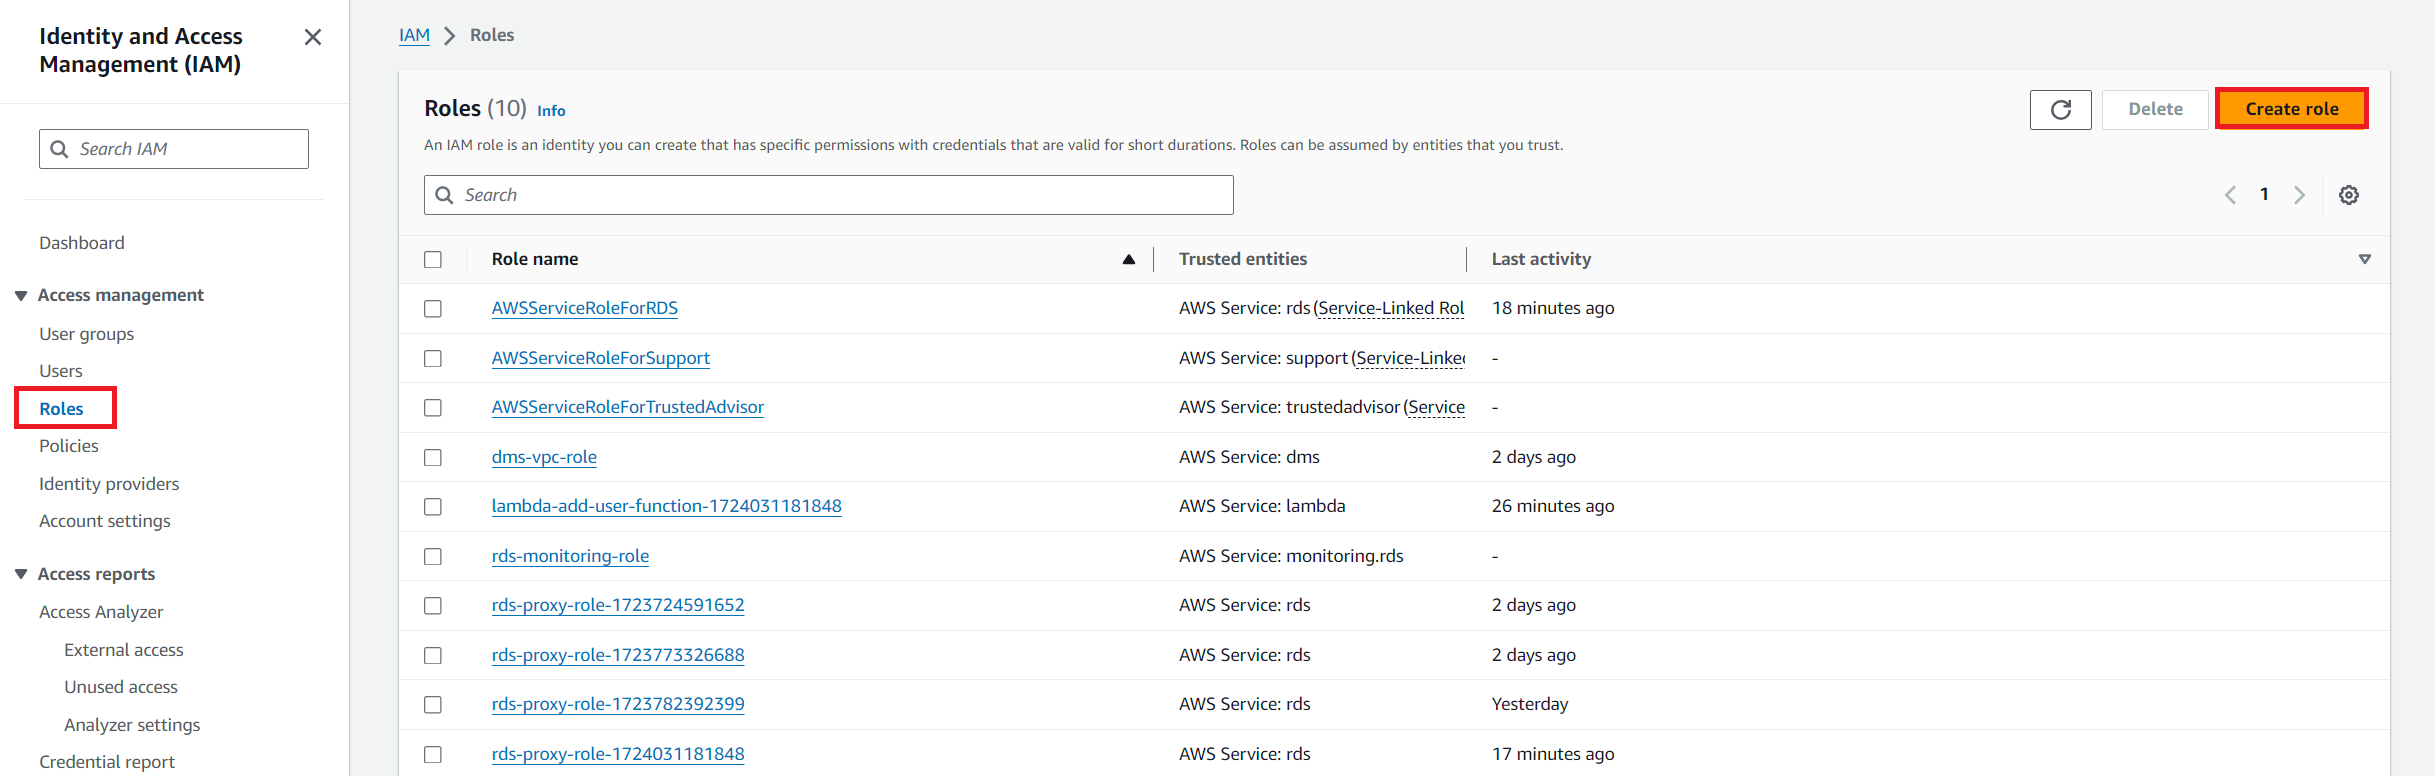 Identity and Access
Management (IAM)
Search IAM
Dashboard
Access management
User groups
Users
Roles
Policies
Identity providers
Account settings
Access reports
Access Analyzer
External access
Unused access
Analyzer settings
Credential report
IAM > Roles
Roles (10) Info
Delete
Create role
An IAM role is an identity you can create that has specific permissions with credentials that are valid for short durations. Roles can be assumed by entities that you trust.
Search
1
Role name Trusted entities Last activity
AWSServiceRoleForRDS AWS Service: rds (Service-Linked Rol 18 minutes ago
AWSServiceRoleForSupport AWS Service: support (Service-Linked -
AWSServiceRoleForTrustedAdvisor AWS Service: trustedadvisor (Service -
dms-vpc-role AWS Service: dms 2 days ago
lambda-add-user-function-1724031181848 AWS Service: lambda 26 minutes ago
rds-monitoring-role AWS Service: monitoring.rds -
rds-proxy-role-1723724591652 AWS Service: rds 2 days ago
rds-proxy-role-1723773326688 AWS Service: rds 2 days ago
rds-proxy-role-1723782392399 AWS Service: rds Yesterday
rds-proxy-role-1724031181848 AWS Service: rds 17 minutes ago